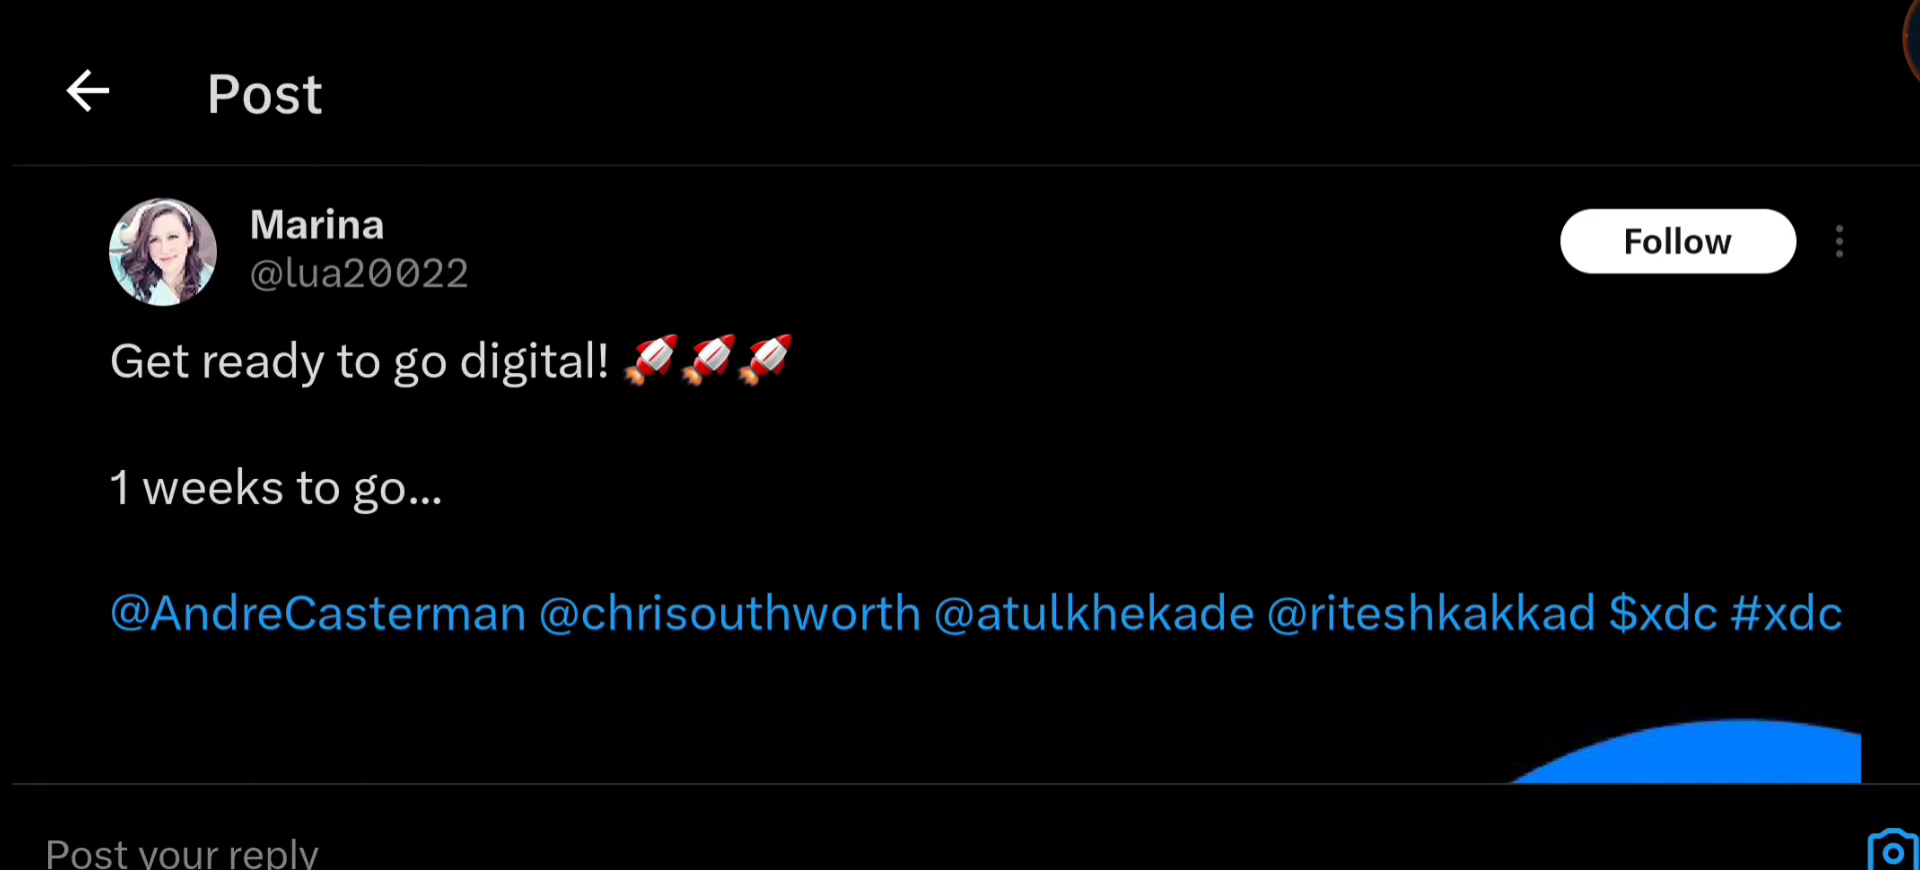 Post
Marina
@lua20022
Follow
Get ready to go digital! 🚀🚀🚀
1 weeks to go...
@AndreCasterman @chrisouthworth @atulkhekade @riteshkakkad $xdc #xdc
Post your reply